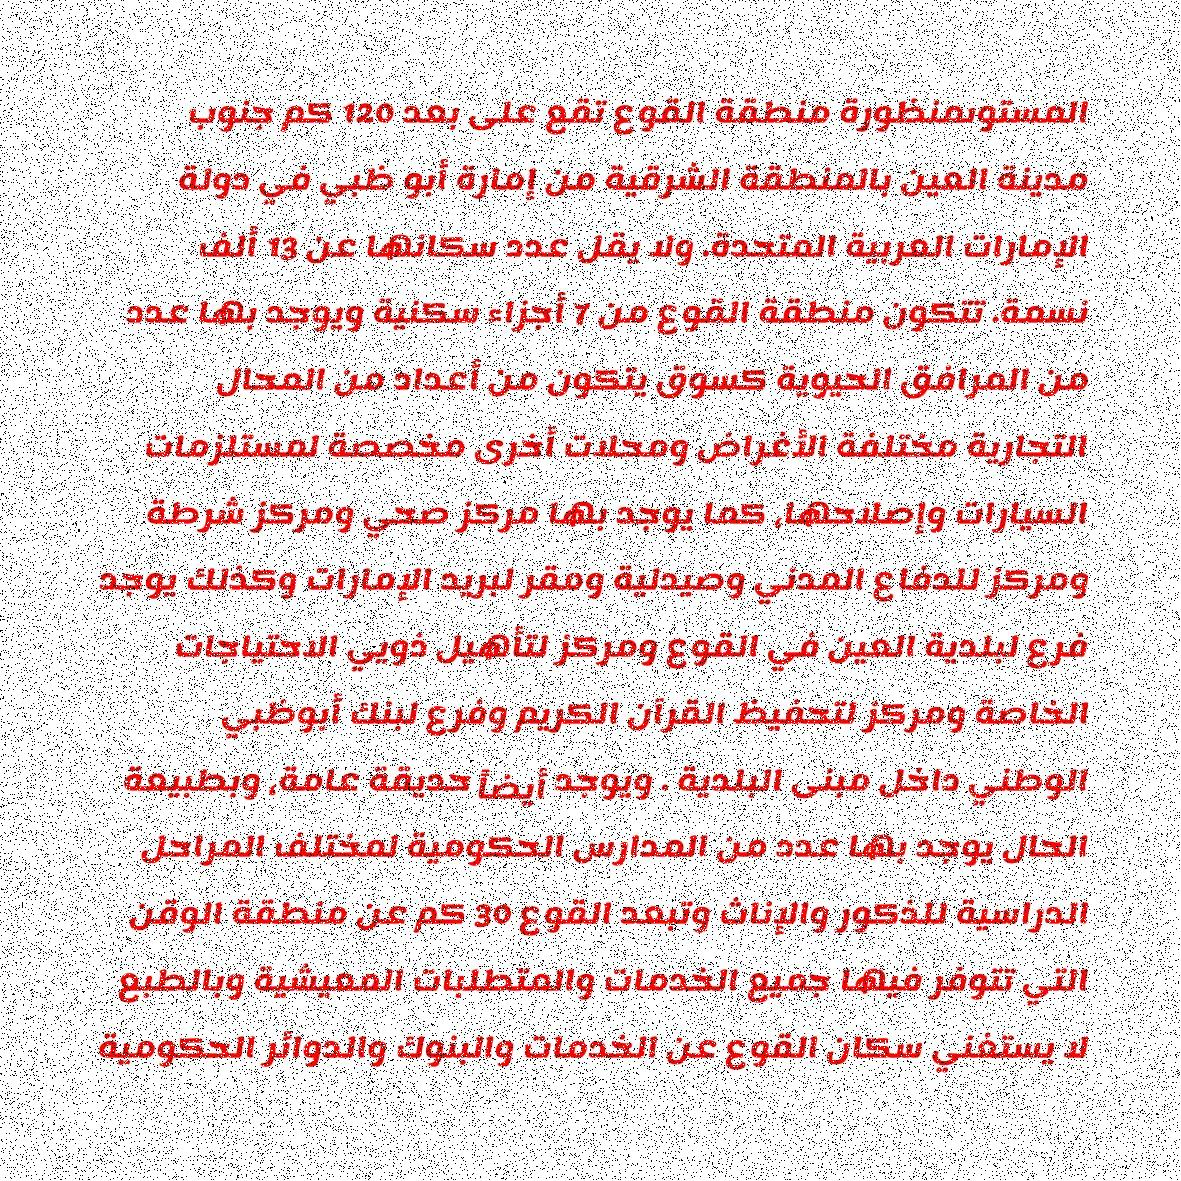 المستوىمنظورة منطقة القوع تقع على بعد 120 كم جنوب
مدينة العين بالمنطقة الشرقية من إمارة أبو ظبي في دولة
الإمارات العربية المتحدة. ولا يقل عدد سكانها عن 13 ألف
نسمة. تتكون منطقة القوع من 7 أجزاء سكنية ويوجد بها عدد
من المرافق الحيوية كسوق يتكون من أعداد من المحال
التجارية مختلفة الأغراض ومحلات أخرى مخصصة لمستلزمات
السيارات وإصلاحها, كما يوجد بها مركز صحي ومركز شرطة
ومركز للدفاع المدني وصيدلية ومقر لبريد الإمارات وكذلك يوجد
فرع لبلدية العين في القوع ومركز لتأهيل ذويي الاحتياجات
الخاصة ومركز لتحفيظ القرآن الكريم وفرع لبنك أبوظبي
الوطني داخل مبنى البلدية . ويوجد أيضاً حديقة عامة, وبطبيعة
الحال يوجد بها عدد من المدارس الحكومية لمختلف المراحل
الدراسية للذكور والإناث وتبعد القوع 30 كم عن منطقة الوقن
التي تتوفر فيها جميع الخدمات والمتطلبات المعيشية وبالطبع
لا يستغني سكان القوع عن الخدمات والبنوك والدوائر الحكومية